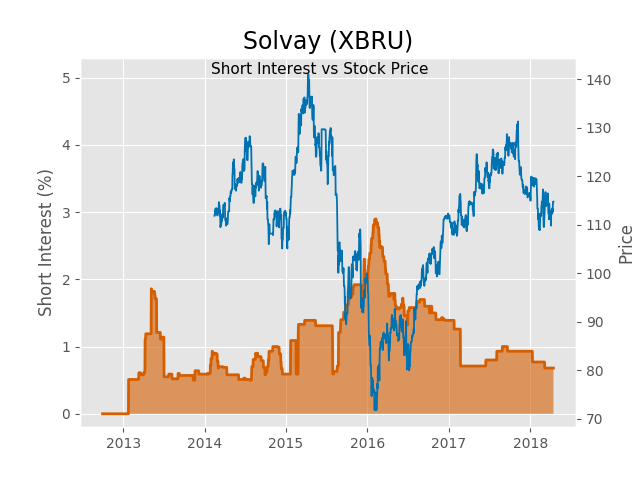 Solvay (XBRU)
Short Interest vs Stock Price
5
4
3
2
1
0
Short Interest (%)
140
130
120
110
100
90
80
70
Price
2013 2014 2015 2016 2017 2018